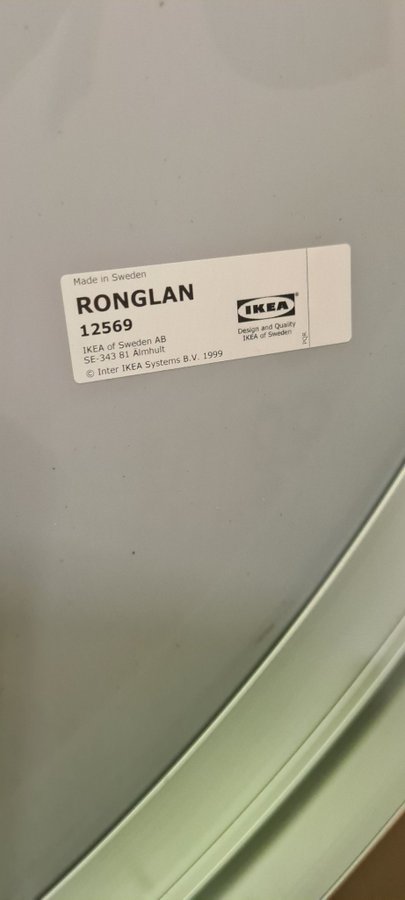 Made in Sweden
RONGLAN
12569
IKEA of Sweden AB
SE-343 81 Älmhult
© Inter IKEA Systems B.V. 1999
IKEA®
Design and Quality
IKEA of Sweden